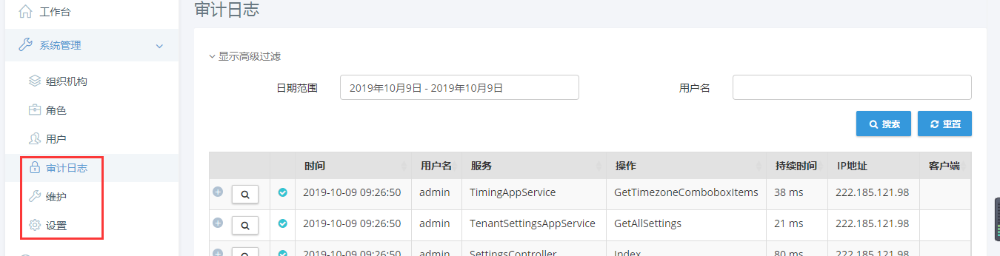 工作台
系统管理
组织机构
角色
用户
审计日志
维护
设置
审计日志
显示高级过滤
日期范围 2019年10月9日 - 2019年10月9日 用户名
搜索 重置
时间 用户名 服务 操作 持续时间 IP地址 客户端
2019-10-09 09:26:50 admin TimingAppService GetTimezoneComboboxItems 38 ms 222.185.121.98
2019-10-09 09:26:50 admin TenantSettingsAppService GetAllSettings 21 ms 222.185.121.98
2019-10-09 09:26:50 admin SettingsController Index 80 ms 222.185.121.98